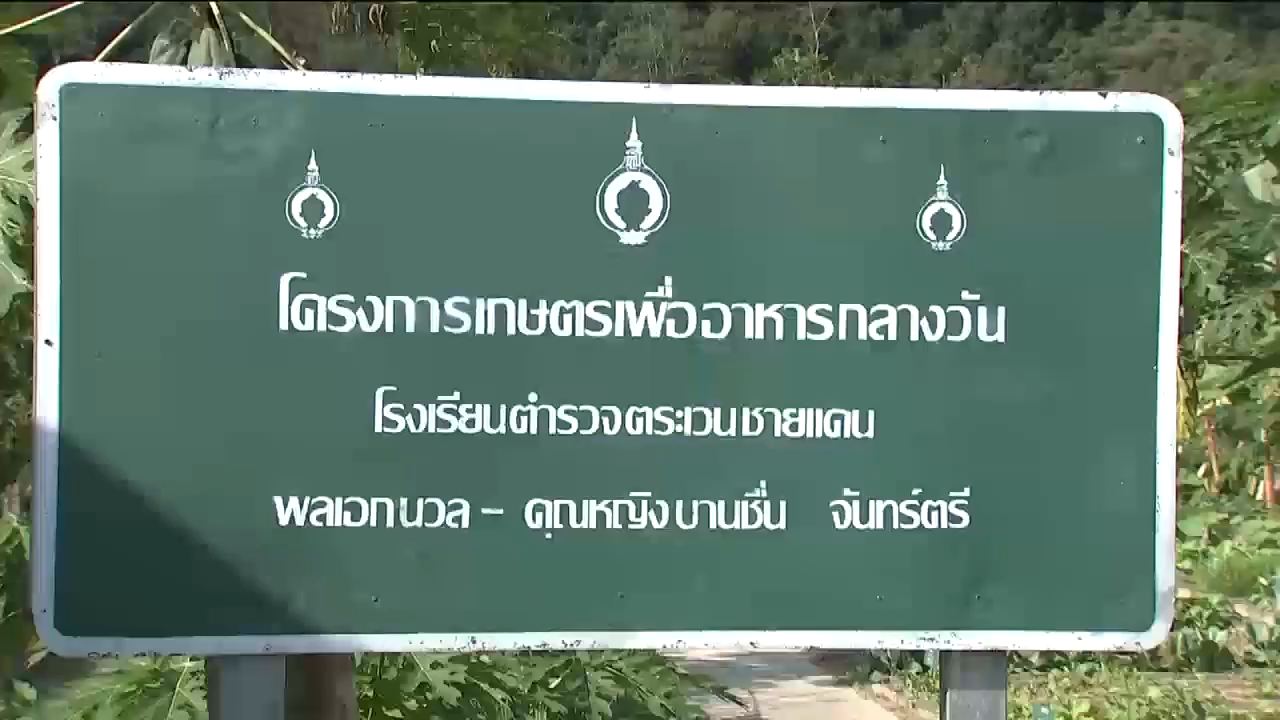 โครงการเกษตรเพื่ออาหารกลางวัน
โรงเรียนตำรวจตระเวนชายแดน
พลเอกนวล - คุณหญิงบานชื่น จันทร์ตรี